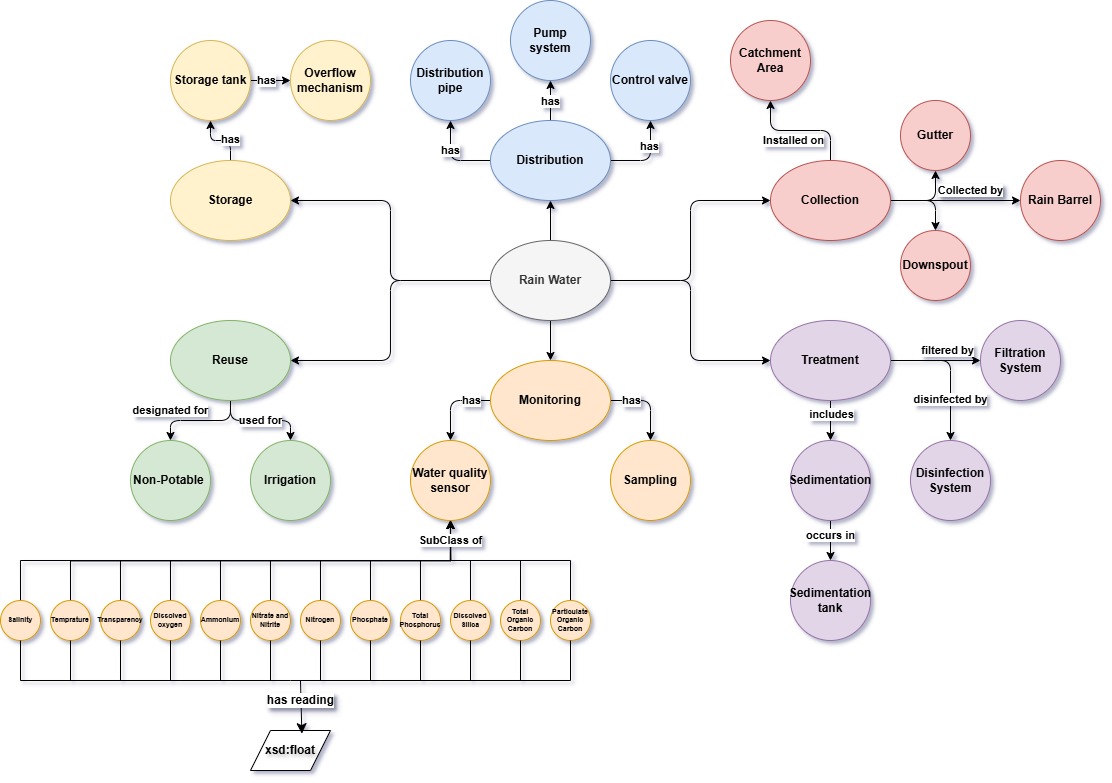 Pump
system
Catchment
Area
Storage tank
has
Overflow
mechanism
Distribution
pipe
Control valve
has
Gutter
has
has
has
Installed on
Distribution
Storage
Collection
Collected by
Rain Barrel
Downspout
Rain Water
Reuse
Treatment
filtered by
Filtration
System
Monitoring
has
has
designated for
used for
includes
disinfected by
Non-Potable
Irrigation
Water quality
sensor
Sampling
Sedimentation
Disinfection
System
SubClass of
occurs in
Sedimentation
tank
Salinity
Temprature
Transparency
Dissolved
oxygen
Ammonium
Nitrate and
Nitrite
Nitrogen
Phosphate
Total
Phosphorus
Dissolved
Silica
Total
Organic
Carbon
Particulate
Organic
Carbon
has reading
xsd:float